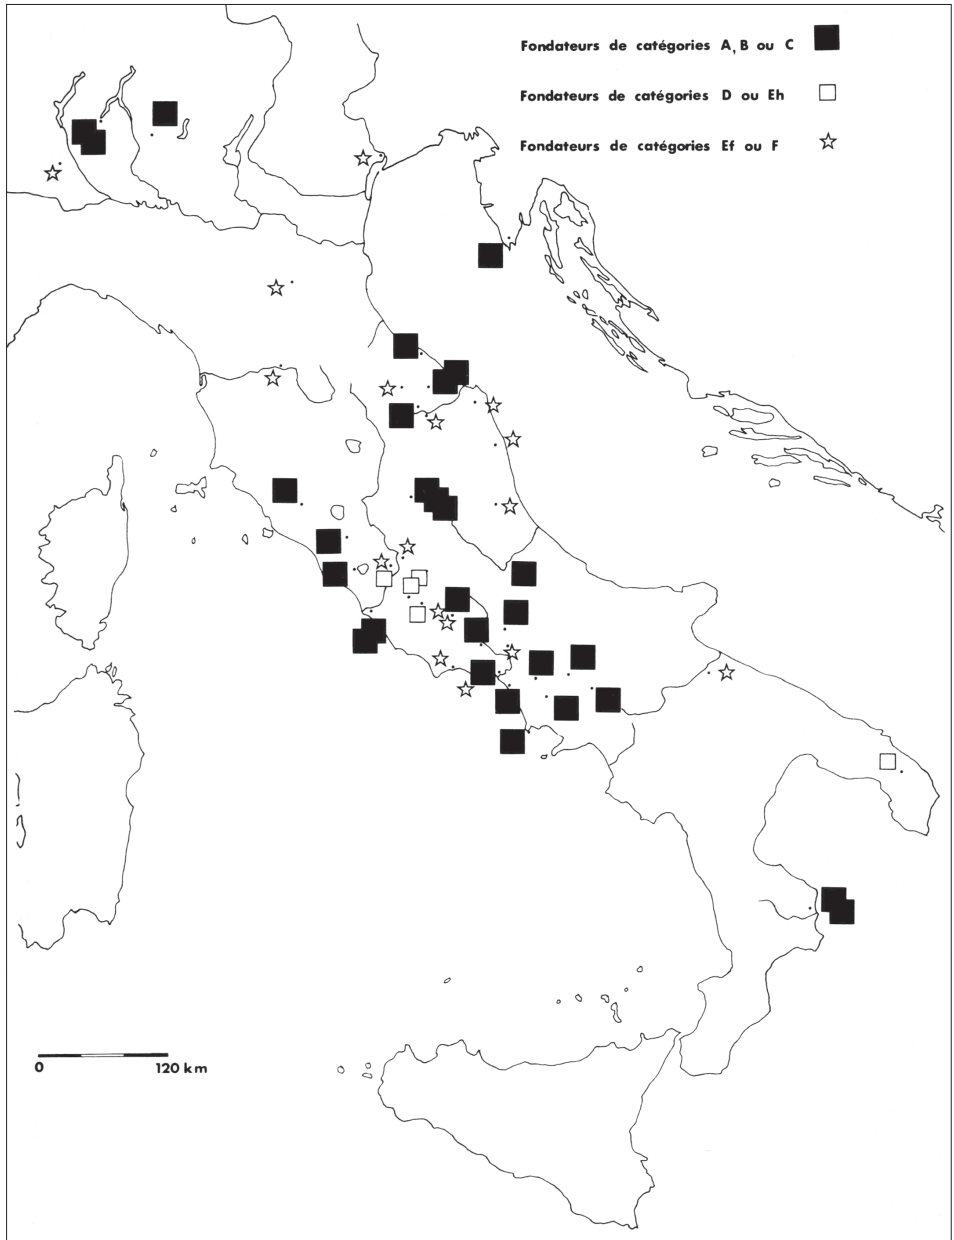 Fondateurs de catégories A, B ou C
Fondateurs de catégories D ou Eh
Fondateurs de catégories Ef ou F
0 120 km